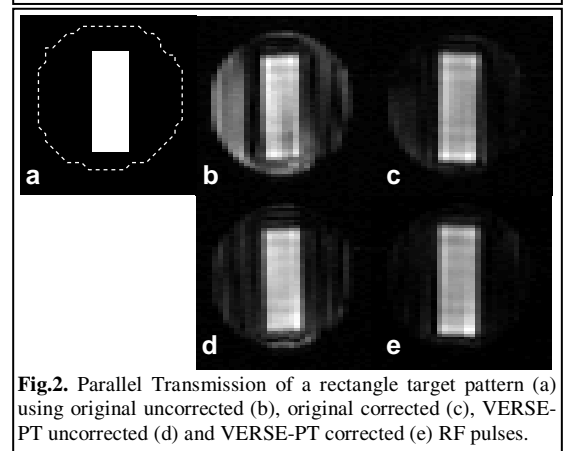 a
b
c
d
e
Fig.2. Parallel Transmission of a rectangle target pattern (a)
using original uncorrected (b), original corrected (c), VERSE-
PT uncorrected (d) and VERSE-PT corrected (e) RF pulses.